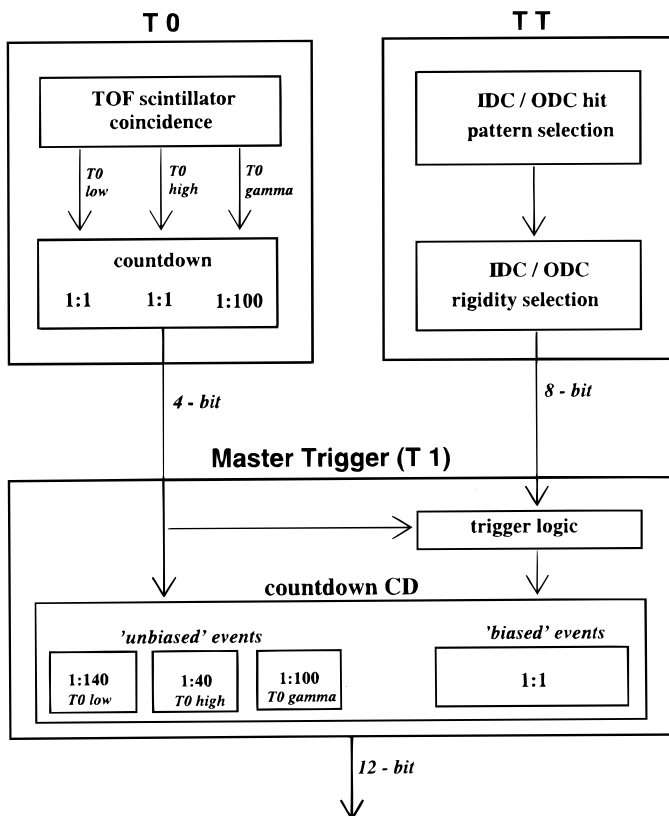 T 0
TOF scintillator
coincidence
T0
low
T0
high
T0
gamma
countdown
1:1 1:1 1:100
4 - bit
T T
IDC / ODC hit
pattern selection
IDC / ODC
rigidity selection
8 - bit
Master Trigger (T 1)
trigger logic
countdown CD
'unbiased' events
1:140
T0 low
1:40
T0 high
1:100
T0 gamma
'biased' events
1:1
12 - bit